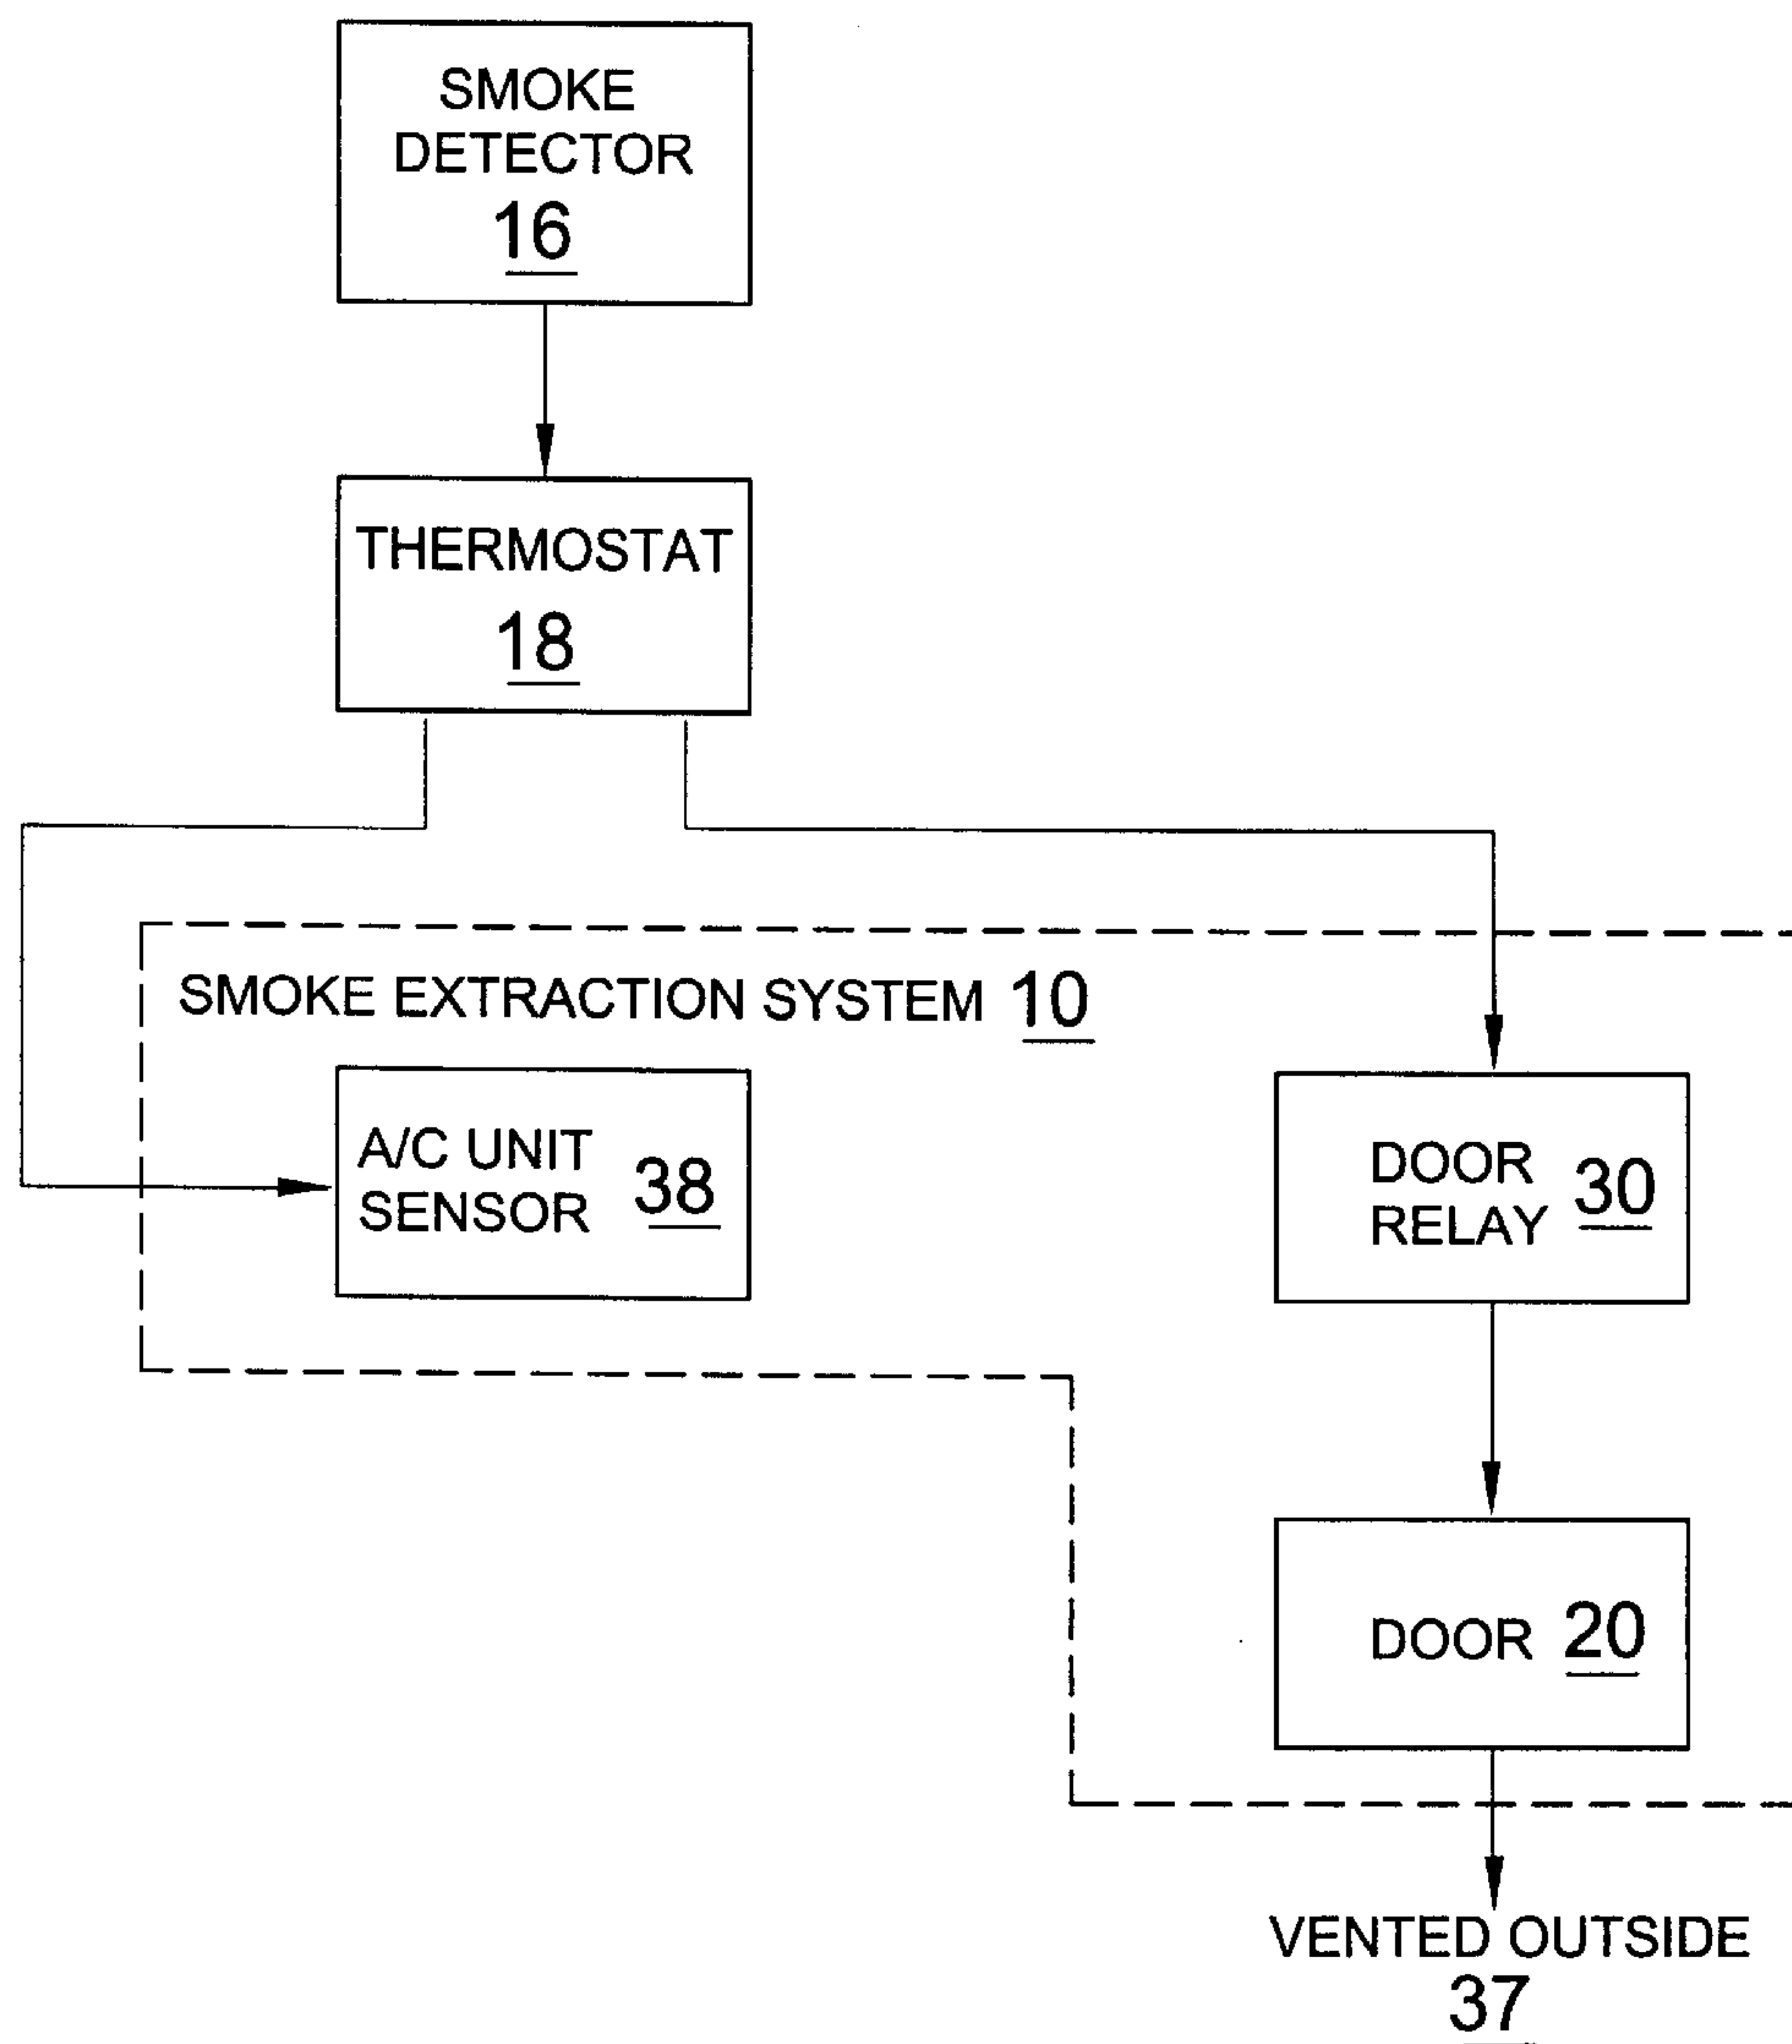 SMOKE
DETECTOR
16
THERMOSTAT
18
SMOKE EXTRACTION SYSTEM 10
A/C UNIT
SENSOR 38
DOOR
RELAY 30
DOOR 20
VENTED OUTSIDE
37